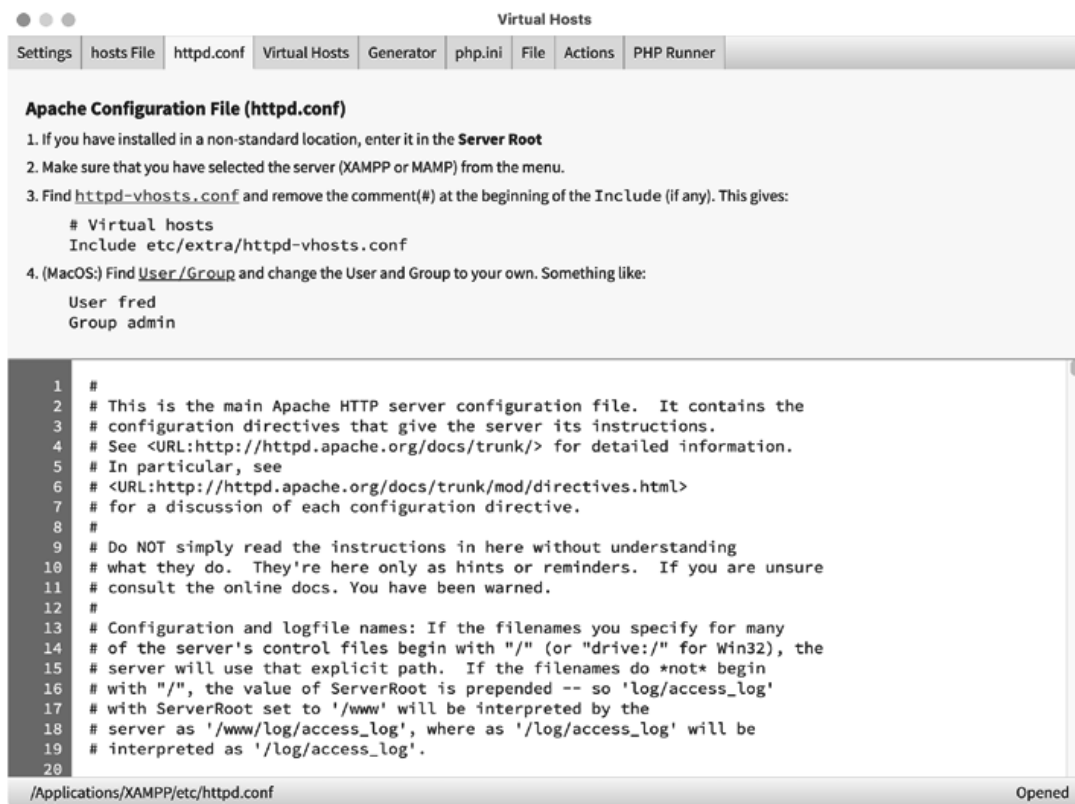 Virtual Hosts
Settings hosts File httpd.conf Virtual Hosts Generator php.ini File Actions PHP Runner
Apache Configuration File (httpd.conf)
1. If you have installed in a non-standard location, enter it in the Server Root
2. Make sure that you have selected the server (XAMPP or MAMP) from the menu.
3. Find httpd-vhosts.conf and remove the comment(#) at the beginning of the Include (if any). This gives:
# Virtual hosts
Include etc/extra/httpd-vhosts.conf
4. (MacOS:) Find User/Group and change the User and Group to your own. Something like:
User fred
Group admin
1 #
2 # This is the main Apache HTTP server configuration file.  It contains the
3 # configuration directives that give the server its instructions.
4 # See <URL:http://httpd.apache.org/docs/trunk/> for detailed information.
5 # In particular, see
6 # <URL:http://httpd.apache.org/docs/trunk/mod/directives.html>
7 # for a discussion of each configuration directive.
8 #
9 # Do NOT simply read the instructions in here without understanding
10 # what they do.  They're here only as hints or reminders.  If you are unsure
11 # consult the online docs. You have been warned.
12 #
13 # Configuration and logfile names: If the filenames you specify for many
14 # of the server's control files begin with "/" (or "drive:/" for Win32), the
15 # server will use that explicit path.  If the filenames do *not* begin
16 # with "/", the value of ServerRoot is prepended -- so 'log/access_log'
17 # with ServerRoot set to '/www' will be interpreted by the
18 # server as '/www/log/access_log', where as '/log/access_log' will be
19 # interpreted as '/log/access_log'.
20
/Applications/XAMPP/etc/httpd.conf Opened